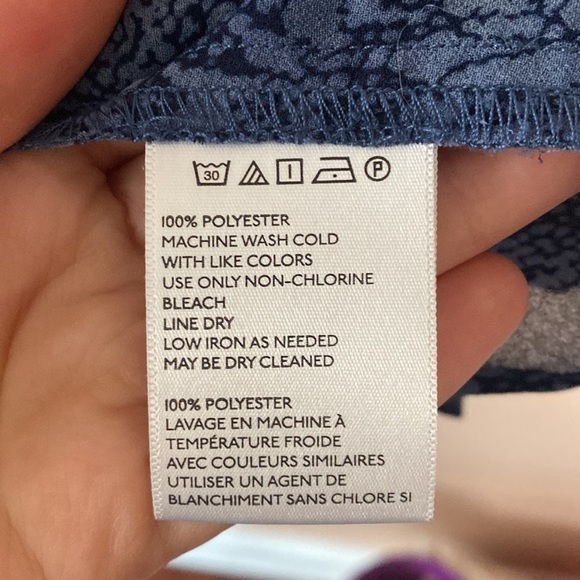 30 P
100% POLYESTER
MACHINE WASH COLD
WITH LIKE COLORS
USE ONLY NON-CHLORINE
BLEACH
LINE DRY
LOW IRON AS NEEDED
MAY BE DRY CLEANED
100% POLYESTER
LAVAGE EN MACHINE À
TEMPÉRATURE FROIDE
AVEC COULEURS SIMILAIRES
UTILISER UN AGENT DE
BLANCHIMENT SANS CHLORE SI